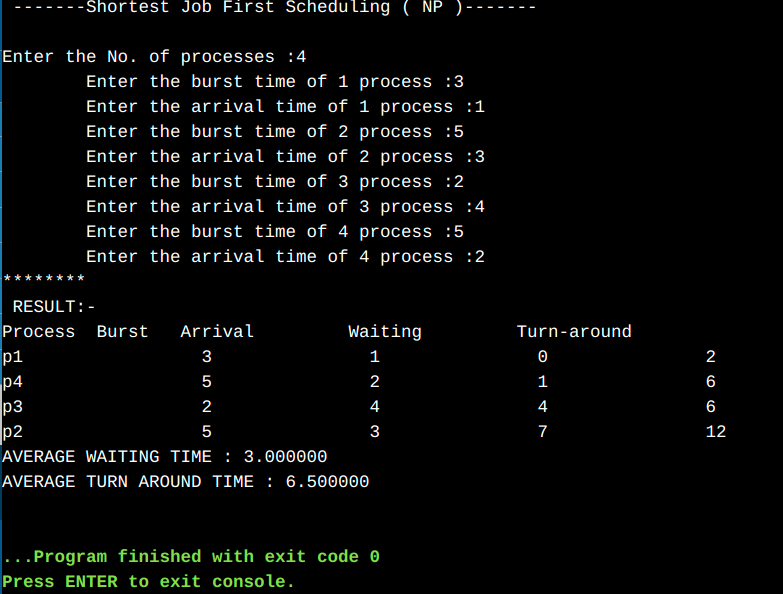 -------Shortest Job First Scheduling ( NP )-------
Enter the No. of processes :4
Enter the burst time of 1 process :3
Enter the arrival time of 1 process :1
Enter the burst time of 2 process :5
Enter the arrival time of 2 process :3
Enter the burst time of 3 process :2
Enter the arrival time of 3 process :4
Enter the burst time of 4 process :5
Enter the arrival time of 4 process :2
********
RESULT:-
Process Burst Arrival Waiting Turn-around
p1 3 1 0 2
p4 5 2 1 6
p3 2 4 4 6
p2 5 3 7 12
AVERAGE WAITING TIME : 3.000000
AVERAGE TURN AROUND TIME : 6.500000
...Program finished with exit code 0
Press ENTER to exit console.